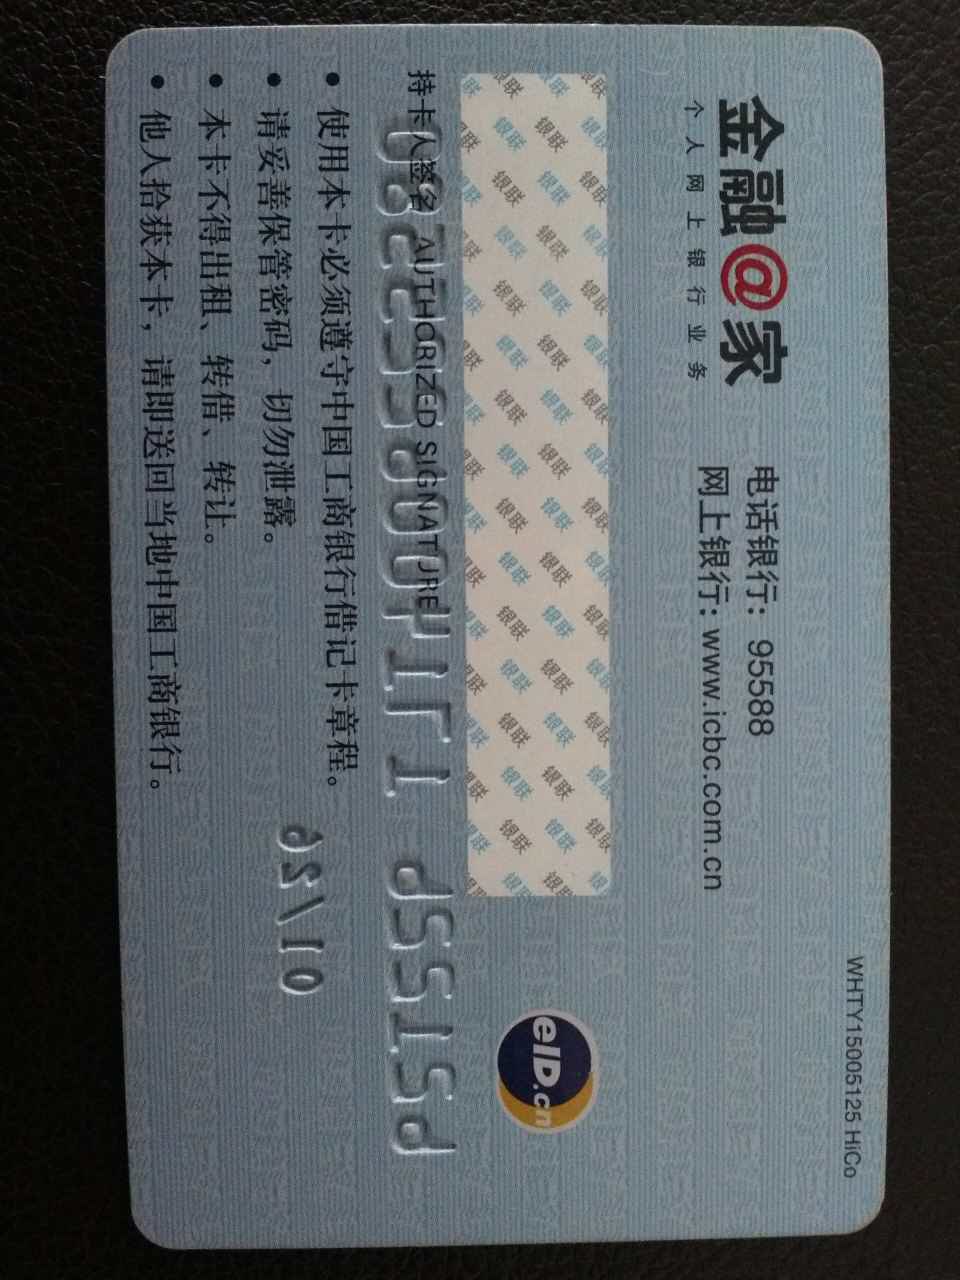 WHTY15005125 HiCo
金融@家
个人网上银行业务
电话银行：95588
网上银行：www.icbc.com.cn
银联
eID.cn
持卡人签名 AUTHORIZED SIGNATURE
• 使用本卡必须遵守中国工商银行借记卡章程。
• 请妥善保管密码，切勿泄露。
• 本卡不得出租、转借、转让。
• 他人拾获本卡，请即送回当地中国工商银行。